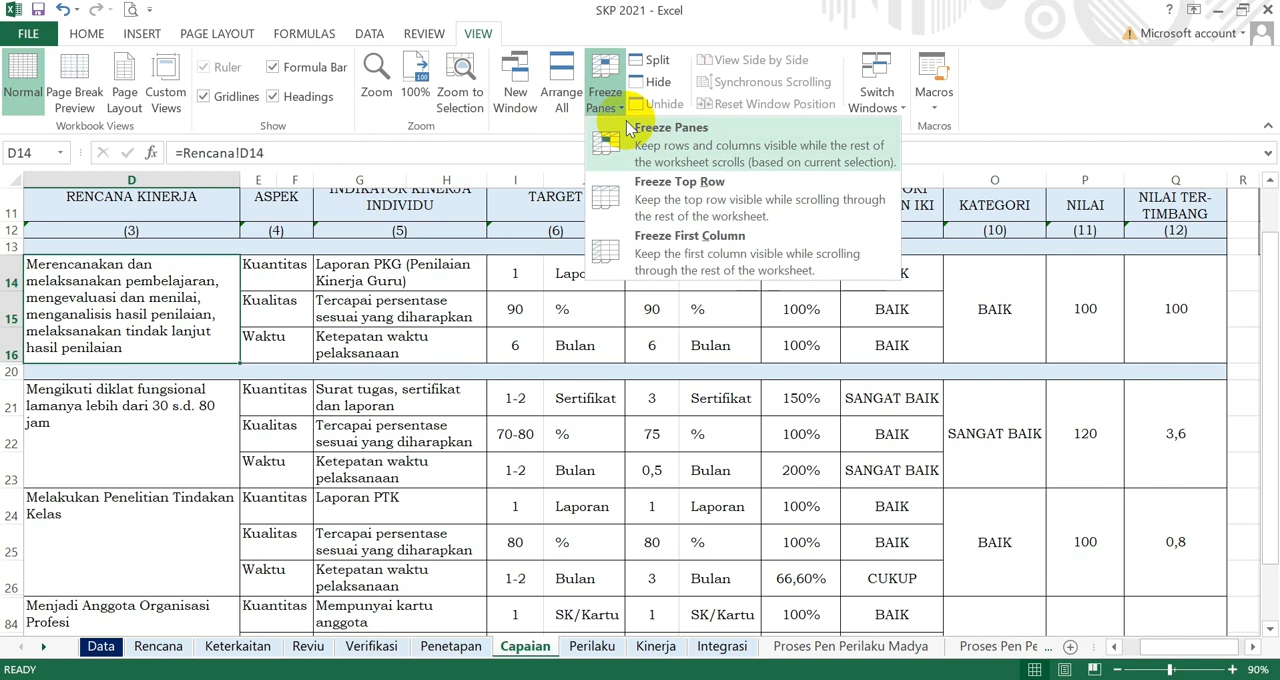 SKP 2021 - Excel
FILE HOME INSERT PAGE LAYOUT FORMULAS DATA REVIEW VIEW Microsoft account
Normal
Page Break Preview
Page Layout
Custom Views
Workbook Views
Ruler
Formula Bar
Gridlines
Headings
Show
Zoom
100%
Zoom to Selection
Zoom
New Window
Arrange All
Freeze Panes
Split
Hide
Unhide
View Side by Side
Synchronous Scrolling
Reset Window Position
Switch Windows
Macros
Macros
Freeze Panes
Keep rows and columns visible while the rest of
the worksheet scrolls (based on current selection).
Freeze Top Row
Keep the top row visible while scrolling through
the rest of the worksheet.
Freeze First Column
Keep the first column visible while scrolling
through the rest of the worksheet.
D14 fx =Rencana!D14
D E F G H I O P Q R
11 RENCANA KINERJA ASPEK INDIKATOR KINERJA INDIVIDU TARGET N IKI KATEGORI NILAI NILAI TER-TIMBANG
12 (3) (4) (5) (6) (10) (11) (12)
13
14 Merencanakan dan melaksanakan pembelajaran, mengevaluasi dan menilai, menganalisis hasil penilaian, melaksanakan tindak lanjut hasil penilaian Kuantitas Laporan PKG (Penilaian Kinerja Guru) 1 Lapo K BAIK 100 100
15 Kualitas Tercapai persentase sesuai yang diharapkan 90 % 90 % 100% BAIK
16 Waktu Ketepatan waktu pelaksanaan 6 Bulan 6 Bulan 100% BAIK
20
21 Mengikuti diklat fungsional lamanya lebih dari 30 s.d. 80 jam Kuantitas Surat tugas, sertifikat dan laporan 1-2 Sertifikat 3 Sertifikat 150% SANGAT BAIK SANGAT BAIK 120 3,6
22 Kualitas Tercapai persentase sesuai yang diharapkan 70-80 % 75 % 100% BAIK
23 Waktu Ketepatan waktu pelaksanaan 1-2 Bulan 0,5 Bulan 200% SANGAT BAIK
24 Melakukan Penelitian Tindakan Kelas Kuantitas Laporan PTK 1 Laporan 1 Laporan 100% BAIK BAIK 100 0,8
25 Kualitas Tercapai persentase sesuai yang diharapkan 80 % 80 % 100% BAIK
26 Waktu Ketepatan waktu pelaksanaan 1-2 Bulan 3 Bulan 66,60% CUKUP
84 Menjadi Anggota Organisasi Profesi Kuantitas Mempunyai kartu anggota 1 SK/Kartu 1 SK/Kartu 100% BAIK
Data Rencana Keterkaitan Reviu Verifikasi Penetapan Capaian Perilaku Kinerja Integrasi Proses Pen Perilaku Madya Proses Pen Pe ...
READY 90%